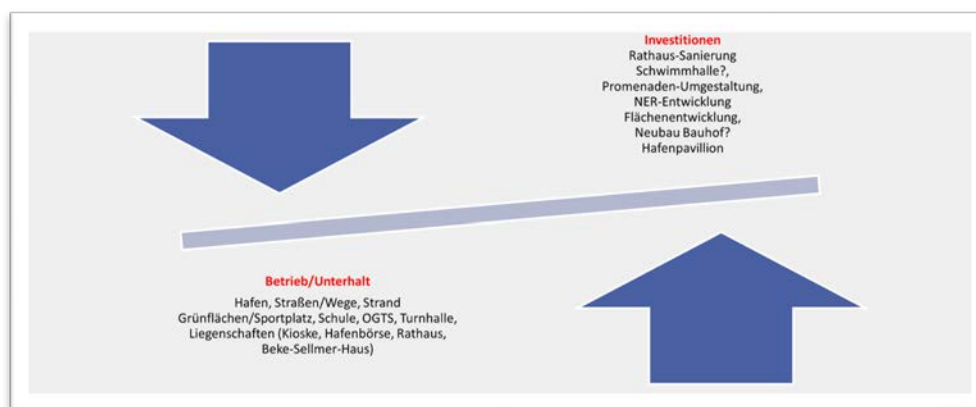 Investitionen
Rathaus-Sanierung
Schwimmhalle?,
Promenaden-Umgestaltung,
NER-Entwicklung
Flächenentwicklung,
Neubau Bauhof?
Hafenpavillion
Betrieb/Unterhalt
Hafen, Straßen/Wege, Strand
Grünflächen/Sportplatz, Schule, OGTS, Turnhalle,
Liegenschaften (Kioske, Hafenbörse, Rathaus,
Beke-Sellmer-Haus)